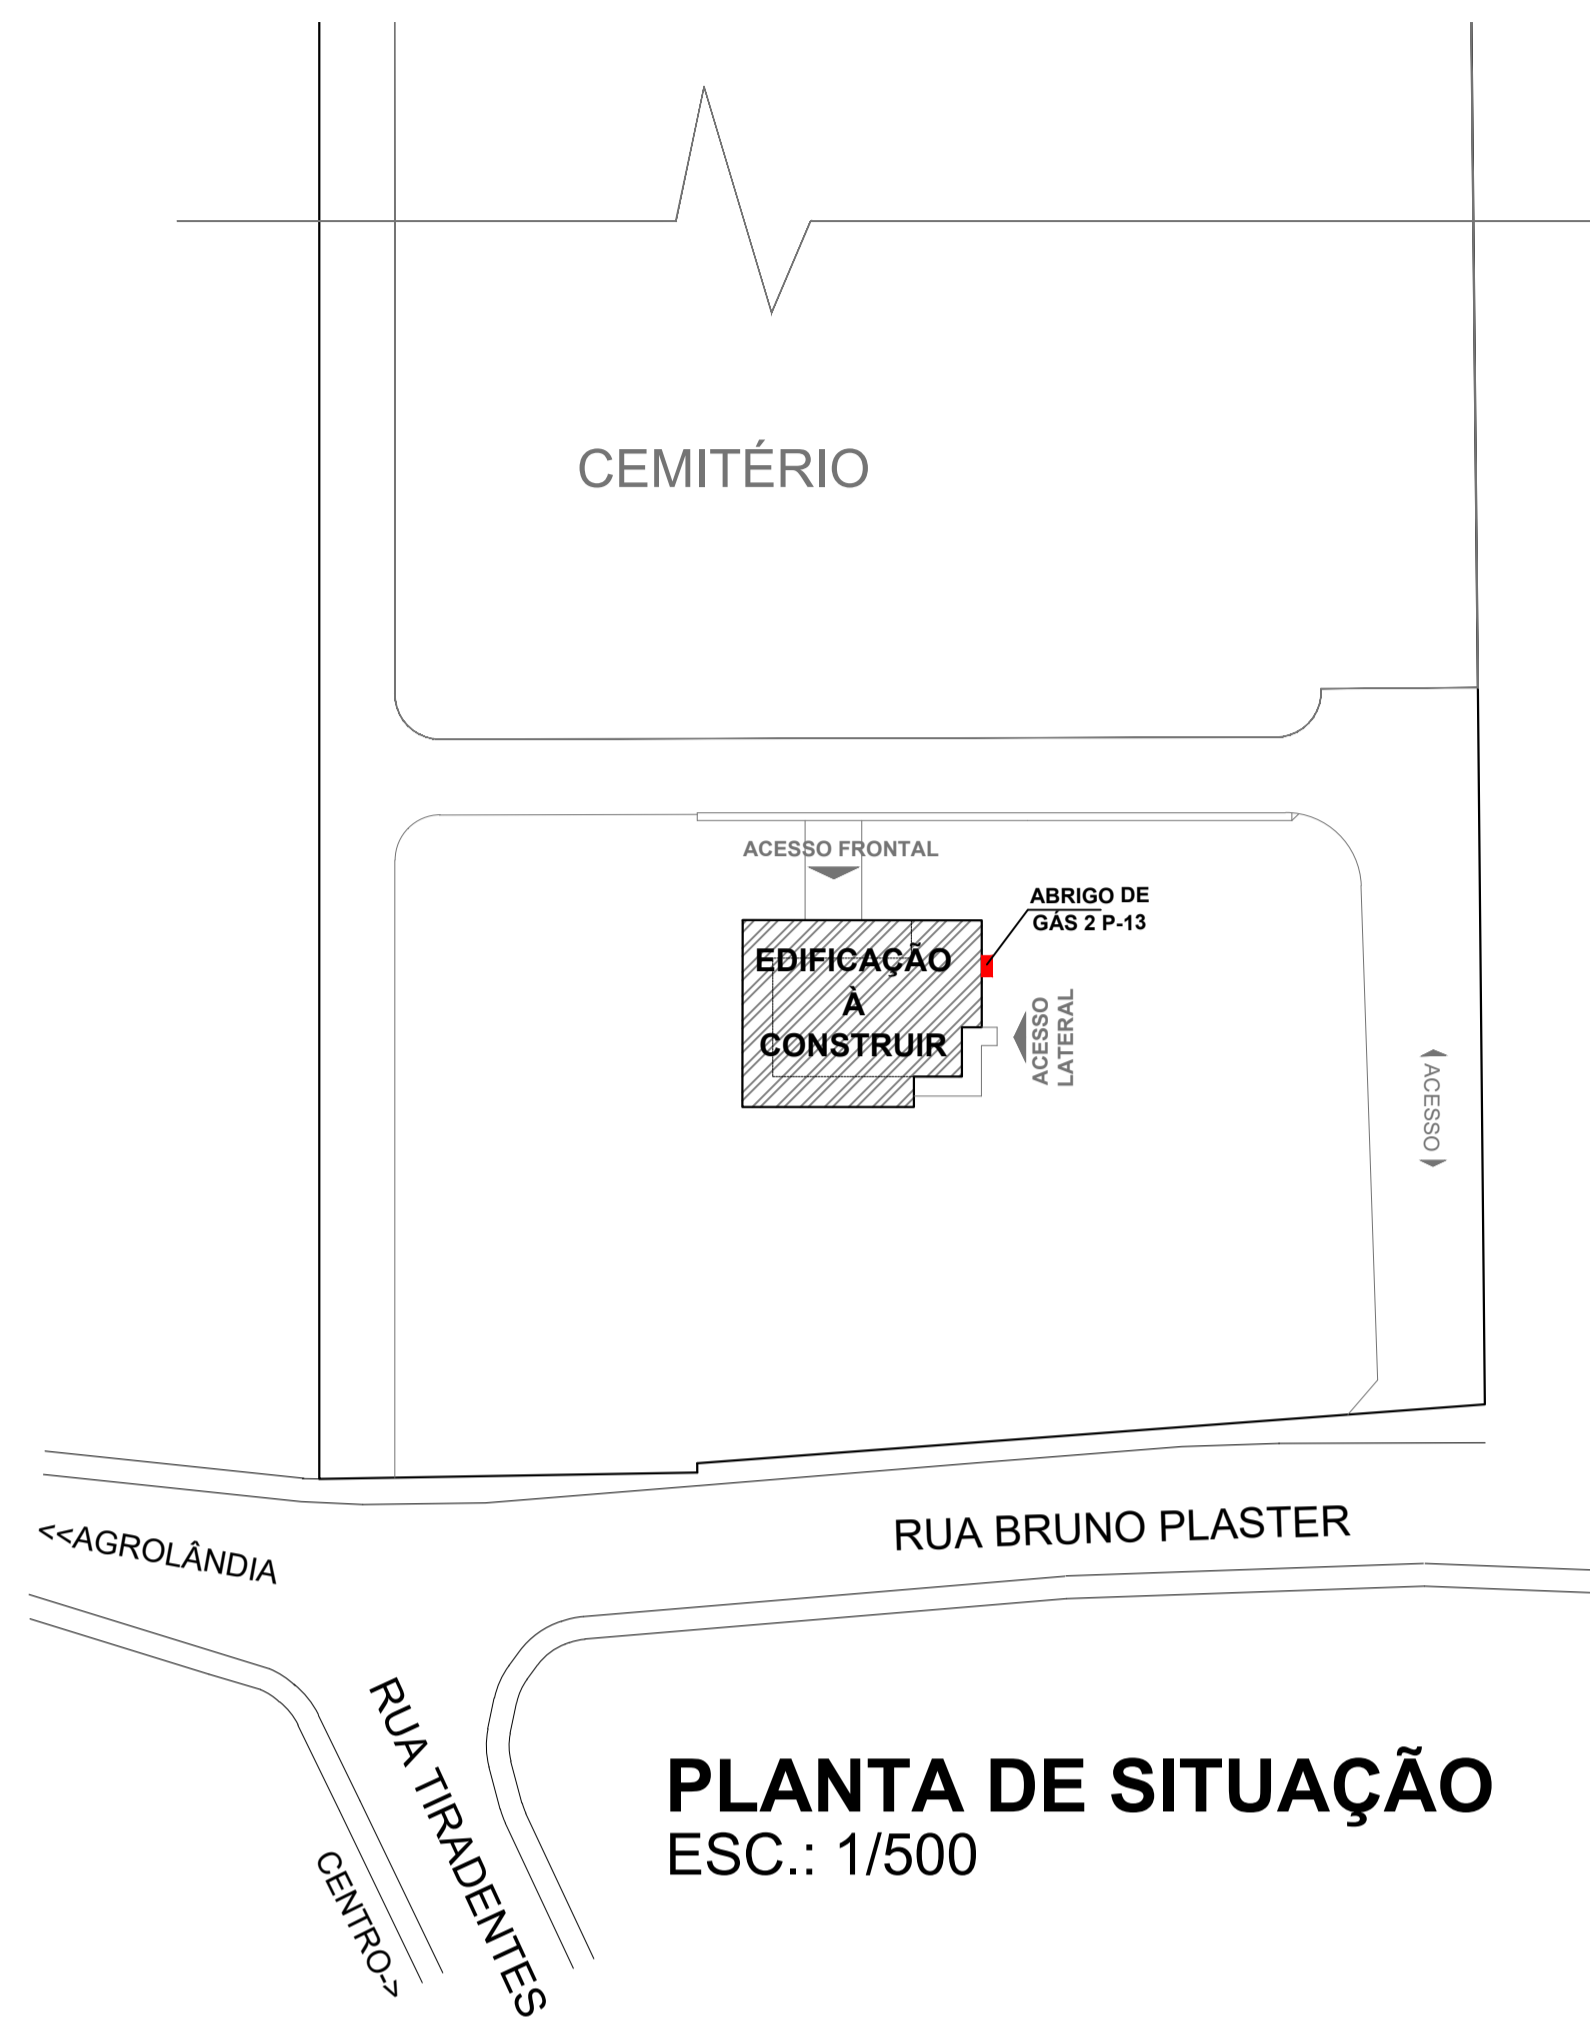 CEMITÉRIO
ACESSO FRONTAL
ABRIGO DE
GÁS 2 P-13
EDIFICAÇÃO
À
CONSTRUIR
ACESSO
LATERAL
ACESSO
RUA BRUNO PLASTER
<<AGROLÂNDIA
RUA TIRADENTES
CENTRO->
PLANTA DE SITUAÇÃO
ESC.: 1/500